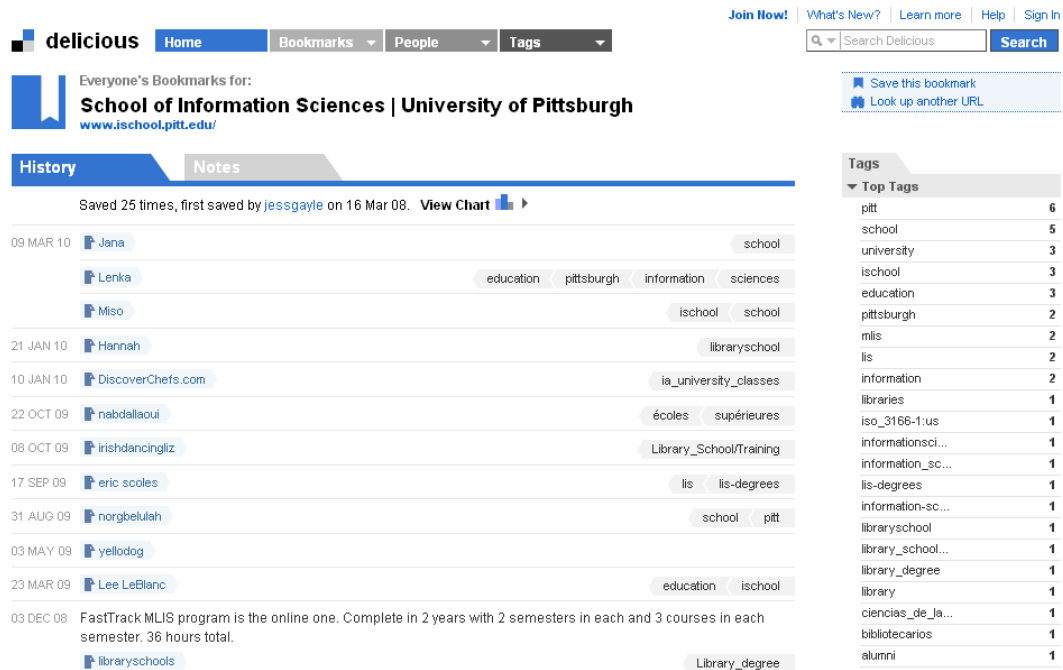 Join Now! What's New? Learn more Help Sign In
delicious Home Bookmarks People Tags Search Delicious Search
Everyone's Bookmarks for:
School of Information Sciences | University of Pittsburgh
www.ischool.pitt.edu/
Save this bookmark
Look up another URL
History Notes
Saved 25 times, first saved by jessgayle on 16 Mar 08. View Chart
09 MAR 10 Jana school
Lenka education pittsburgh information sciences
Miso ischool school
21 JAN 10 Hannah libraryschool
10 JAN 10 DiscoverChefs.com ia_university_classes
22 OCT 09 nabdallaoui écoles supérieures
08 OCT 09 irishdancingliz Library_School/Training
17 SEP 09 eric scoles lis lis-degrees
31 AUG 09 norgbelulah school pitt
03 MAY 09 yellodog
23 MAR 09 Lee LeBlanc education ischool
03 DEC 08 FastTrack MLIS program is the online one. Complete in 2 years with 2 semesters in each and 3 courses in each
semester. 36 hours total.
libraryschools Library_degree
Tags
Top Tags
pitt 6
school 5
university 3
ischool 3
education 3
pittsburgh 2
mlis 2
lis 2
information 2
libraries 1
iso_3166-1:us 1
informationsci... 1
information_sc... 1
lis-degrees 1
information-sc... 1
libraryschool 1
library_school... 1
library_degree 1
library 1
ciencias_de_la... 1
bibliotecarios 1
alumni 1